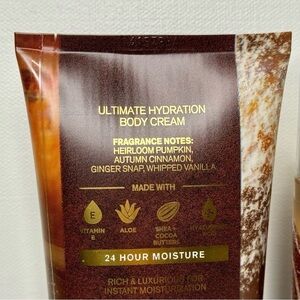 ULTIMATE HYDRATION
BODY CREAM
FRAGRANCE NOTES:
HEIRLOOM PUMPKIN,
AUTUMN CINNAMON,
GINGER SNAP, WHIPPED VANILLA
MADE WITH
E
VITAMIN
E
ALOE
SHEA +
COCOA
BUTTERS
HYALURONIC
24 HOUR MOISTURE
RICH & LUXURIOUS FOR
INSTANT MOISTURIZATION